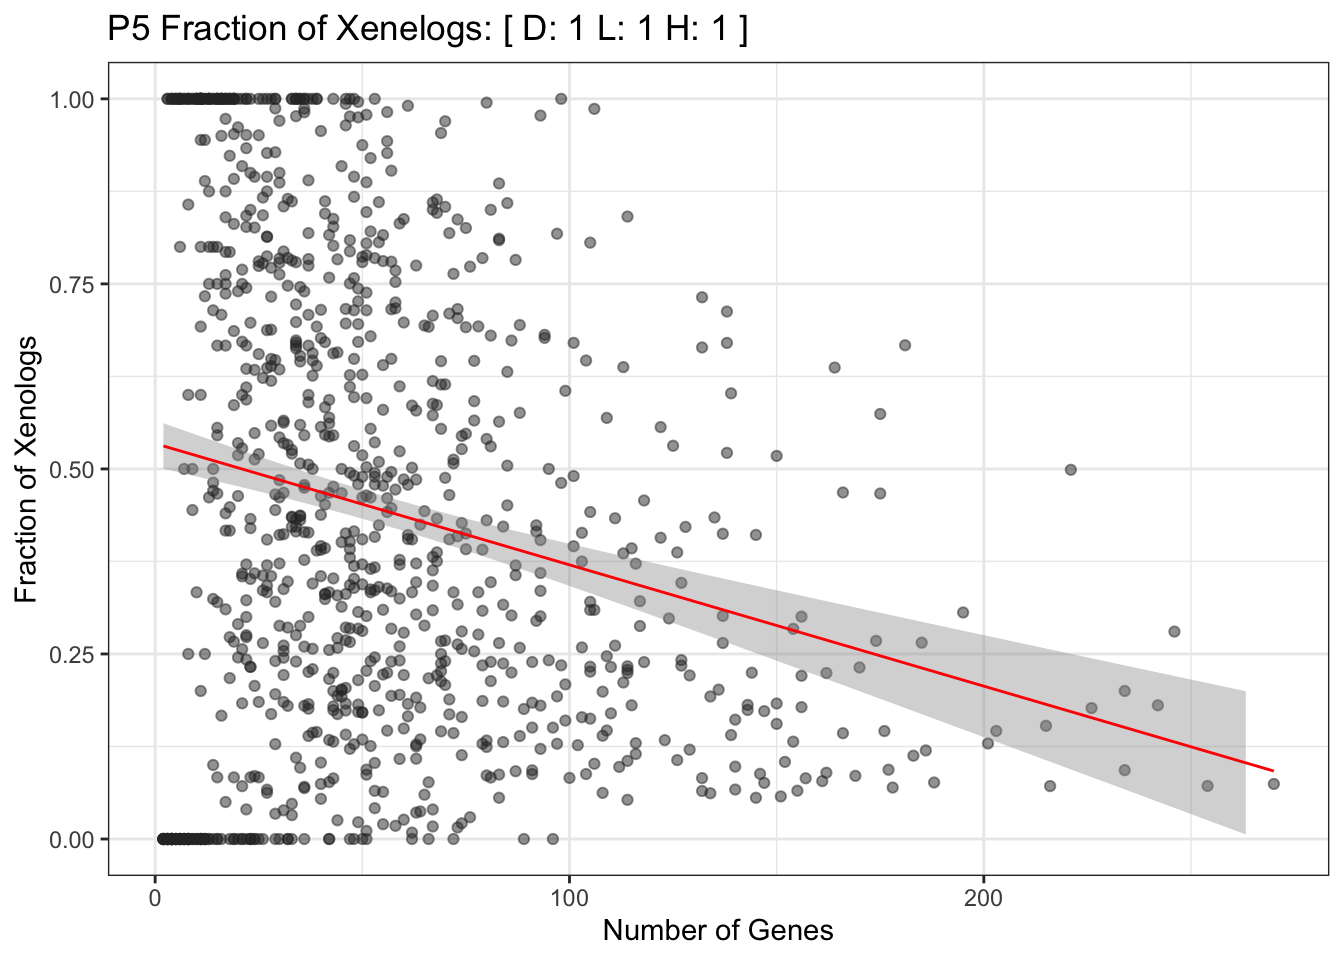 P5 Fraction of Xenelogs: [ D: 1 L: 1 H: 1 ]
Fraction of Xenologs
1.00
0.75
0.50
0.25
0.00
0 100 200
Number of Genes